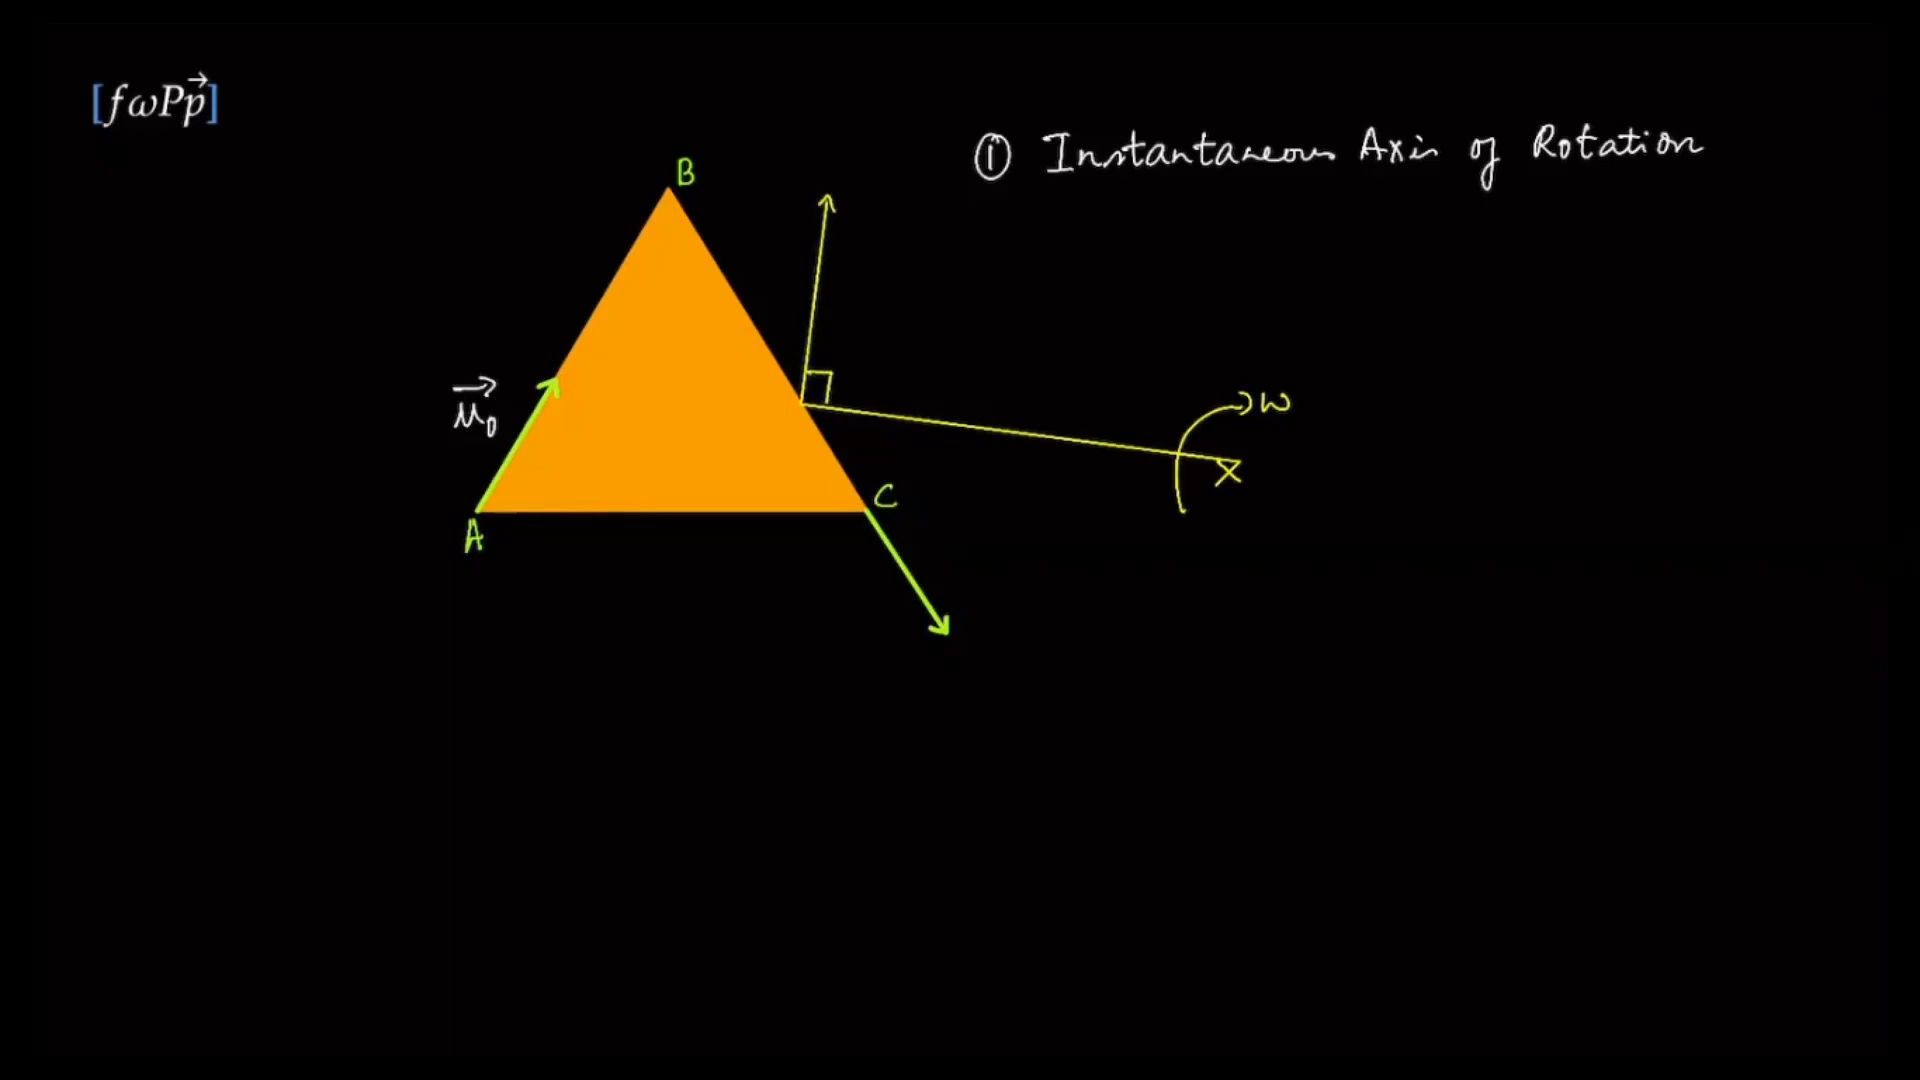 [fωPp⃗]
① Instantaneous Axis of Rotation
B
u⃗₀
ω
C
A